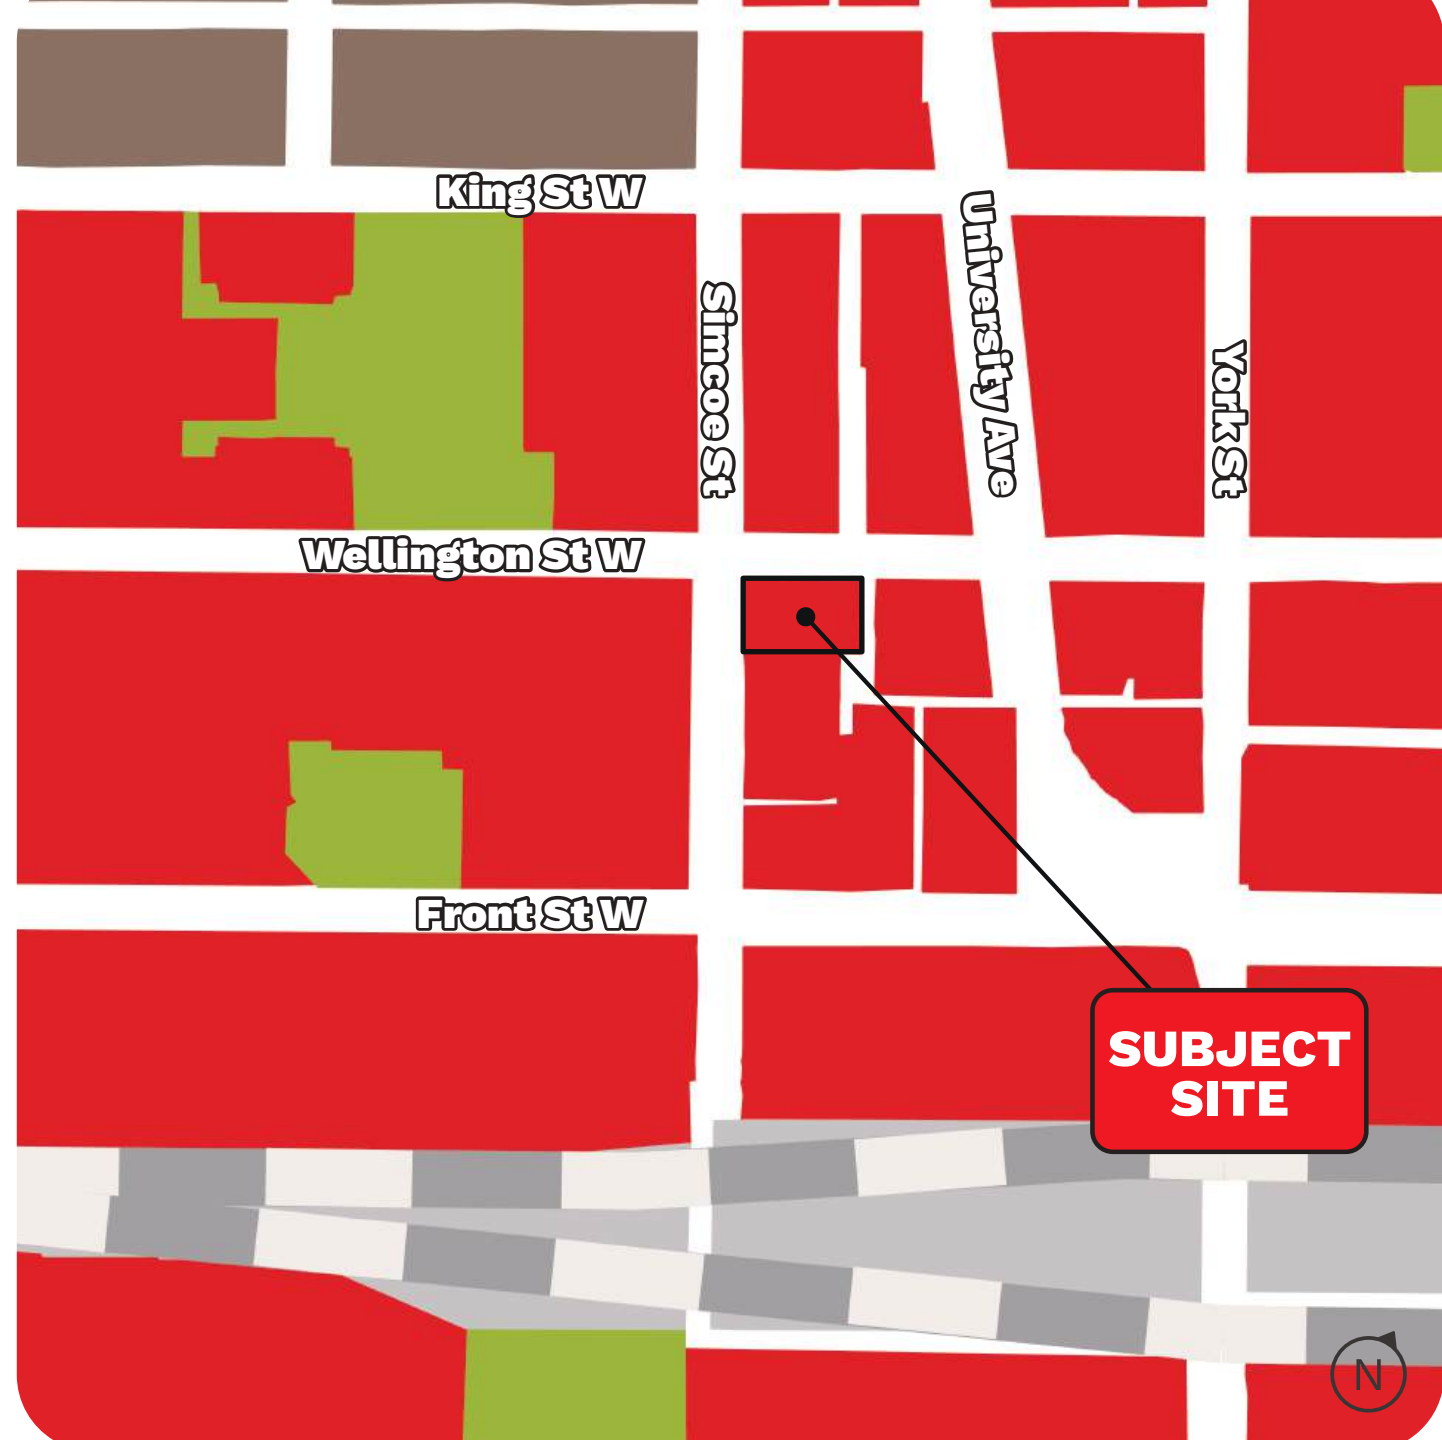 King St W
University Ave
Simcoe St
York St
Wellington St W
Front St W
SUBJECT
SITE
N